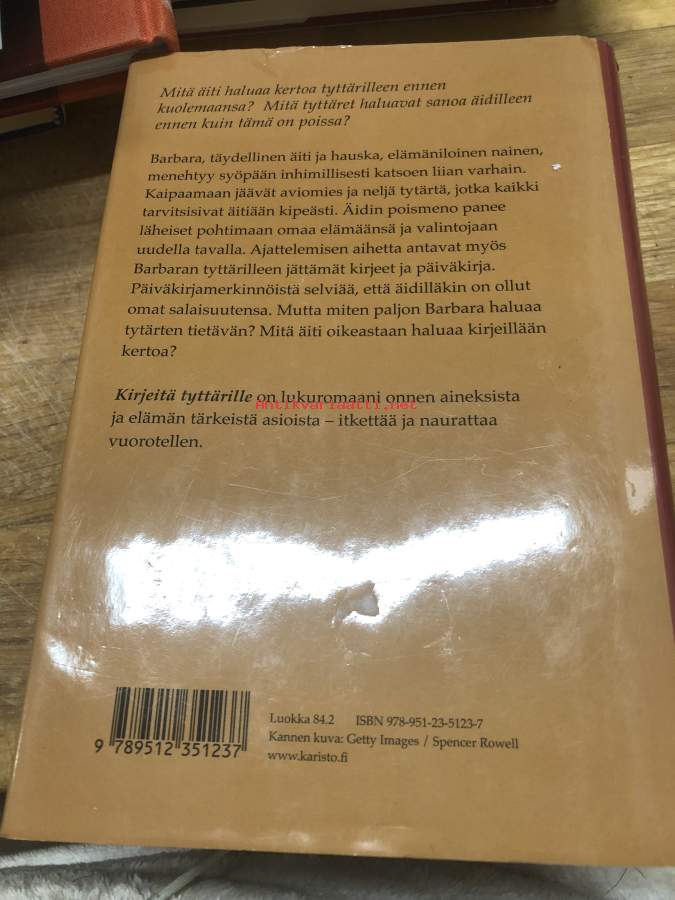 Mitä äiti haluaa kertoa tyttärilleen ennen
kuolemaansa? Mitä tyttäret haluavat sanoa äidilleen
ennen kuin tämä on poissa?
Barbara, täydellinen äiti ja hauska, elämäniloinen nainen,
menehtyy syöpään inhimillisesti katsoen liian varhain.
Kaipaamaan jäävät aviomies ja neljä tytärtä, jotka kaikki
tarvitsisivat äitiään kipeästi. Äidin poismeno panee
läheiset pohtimaan omaa elämäänsä ja valintojaan
uudella tavalla. Ajattelemisen aihetta antavat myös
Barbaran tyttärilleen jättämät kirjeet ja päiväkirja.
Päiväkirjamerkinnöistä selviää, että äidilläkin on ollut
omat salaisuutensa. Mutta miten paljon Barbara haluaa
tytärten tietävän? Mitä äiti oikeastaan haluaa kirjeillään
kertoa?
Kirjeitä tyttärille on lukuromaani onnen aineksista
Antikvariaatti.net
ja elämän tärkeistä asioista – itkettää ja naurattaa
vuorotellen.
Luokka 84.2 ISBN 978-951-23-5123-7
Kannen kuva: Getty Images / Spencer Rowell
www.karisto.fi
9 789512 351237